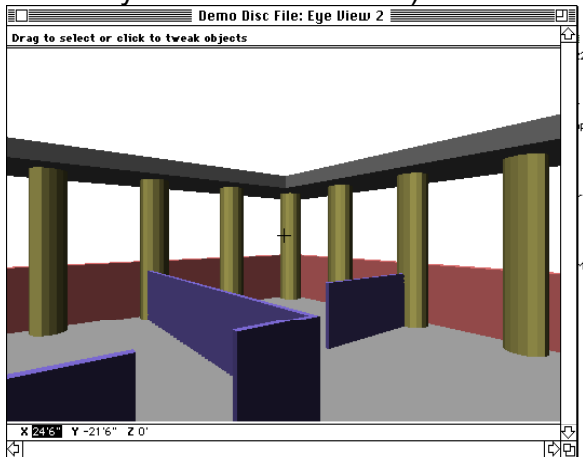 Demo Disc File: Eye View 2
Drag to select or click to tweak objects
X 24'6" Y -21'6" Z 0'